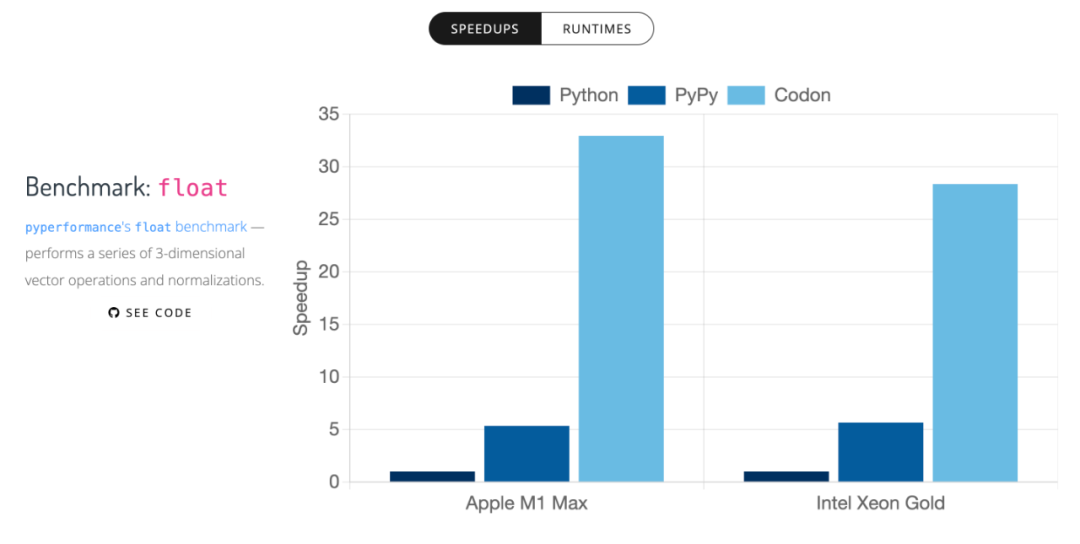 SPEEDUPS RUNTIMES
Benchmark: float
pyperformance's float benchmark —
performs a series of 3-dimensional
vector operations and normalizations.
SEE CODE
Python PyPy Codon
Speedup
35
30
25
20
15
10
5
0
Apple M1 Max Intel Xeon Gold